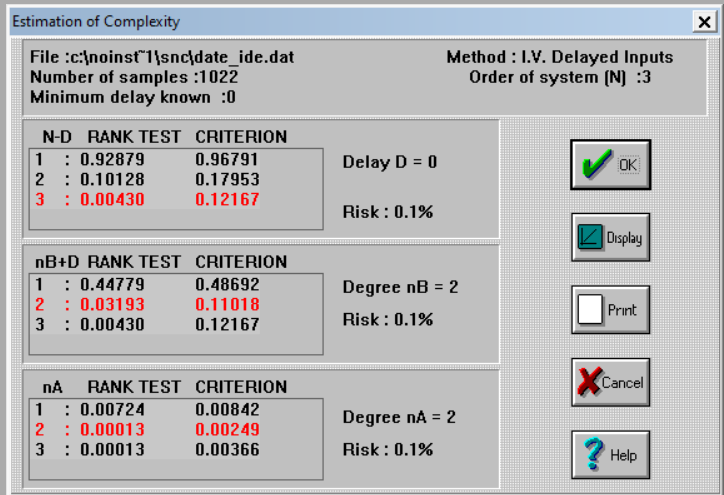 Estimation of Complexity
File :c:\noinst~1\snc\date_ide.dat
Method : I.V. Delayed Inputs
Number of samples :1022
Order of system (N) :3
Minimum delay known :0
N-D RANK TEST CRITERION
1 : 0.92879 0.96791
2 : 0.10128 0.17953
3 : 0.00430 0.12167
Delay D = 0
Risk : 0.1%
nB+D RANK TEST CRITERION
1 : 0.44779 0.48692
2 : 0.03193 0.11018
3 : 0.00430 0.12167
Degree nB = 2
Risk : 0.1%
nA RANK TEST CRITERION
1 : 0.00724 0.00842
2 : 0.00013 0.00249
3 : 0.00013 0.00366
Degree nA = 2
Risk : 0.1%
OK
Display
Print
Cancel
Help